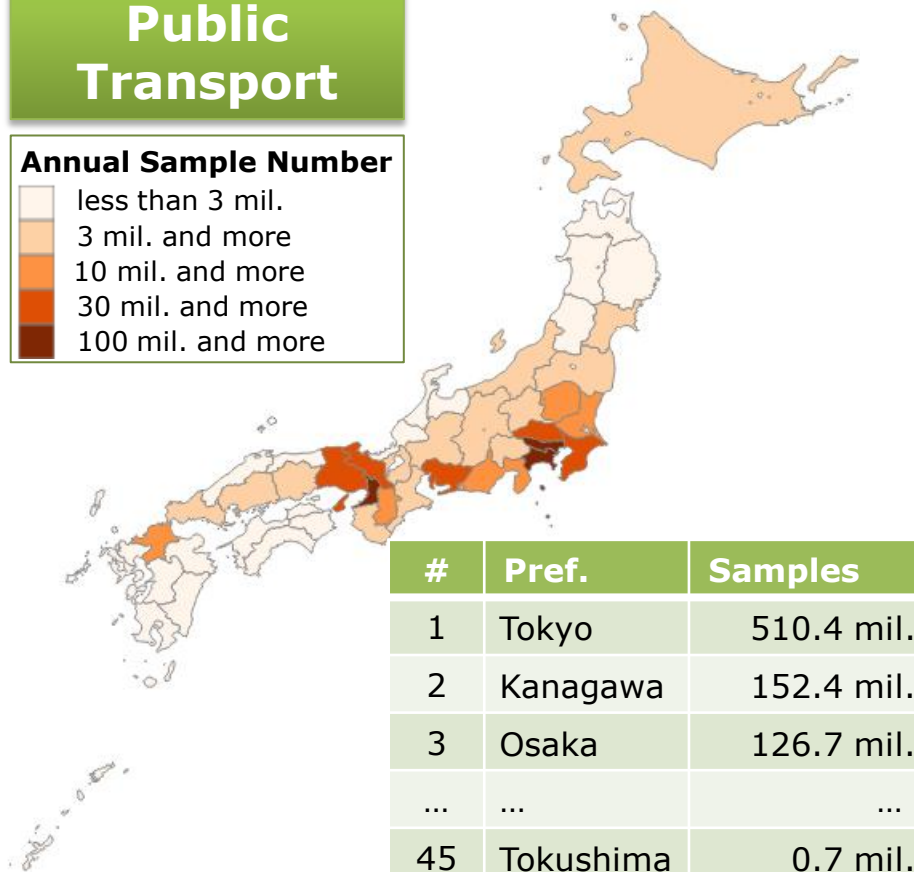 Public
Transport
Annual Sample Number
less than 3 mil.
3 mil. and more
10 mil. and more
30 mil. and more
100 mil. and more
# Pref. Samples
1 Tokyo 510.4 mil.
2 Kanagawa 152.4 mil.
3 Osaka 126.7 mil.
... ... ...
45 Tokushima 0.7 mil.